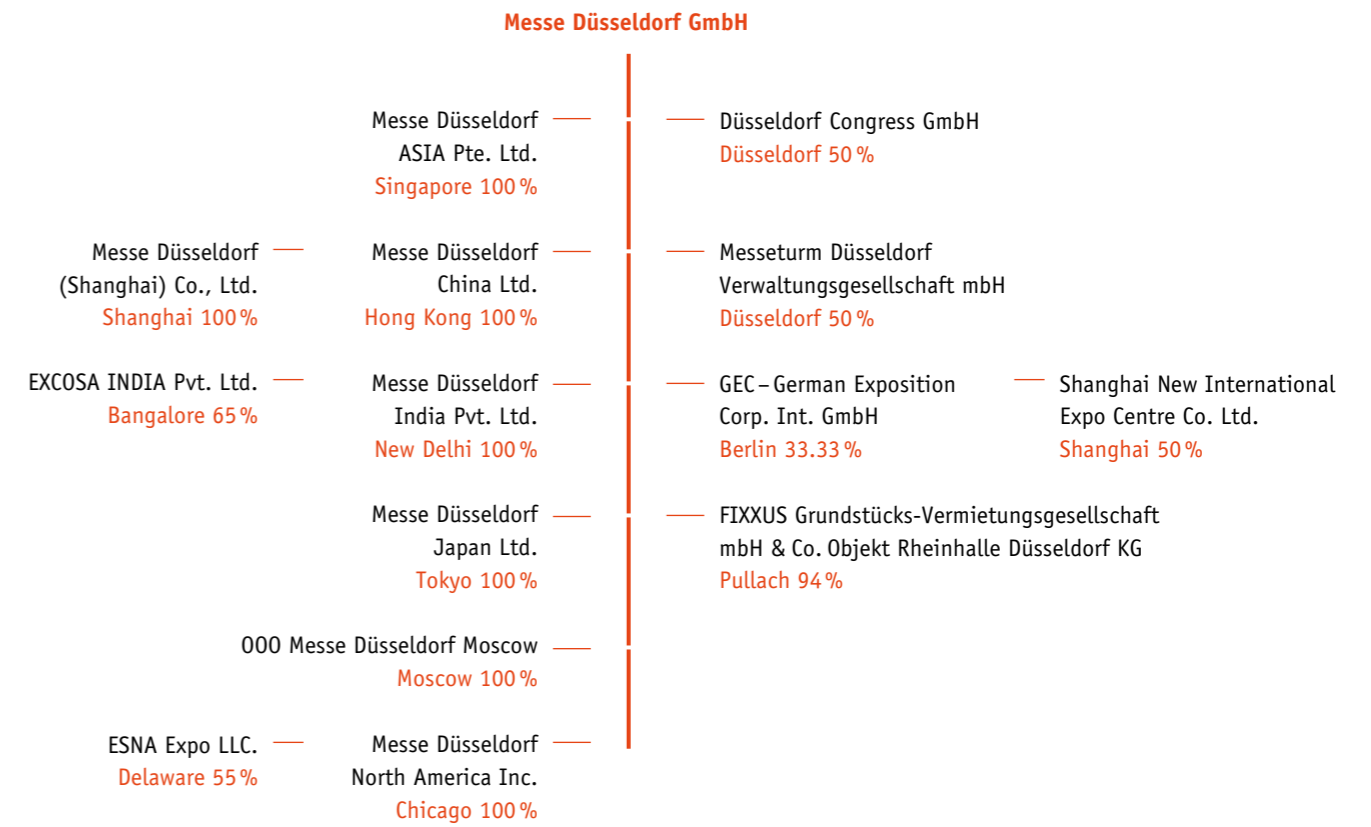 Messe Düsseldorf GmbH
Messe Düsseldorf
ASIA Pte. Ltd.
Singapore 100 %
Düsseldorf Congress GmbH
Düsseldorf 50 %
Messe Düsseldorf
(Shanghai) Co., Ltd.
Shanghai 100 %
Messe Düsseldorf
China Ltd.
Hong Kong 100 %
Messeturm Düsseldorf
Verwaltungsgesellschaft mbH
Düsseldorf 50 %
EXCOSA INDIA Pvt. Ltd.
Bangalore 65 %
Messe Düsseldorf
India Pvt. Ltd.
New Delhi 100 %
GEC – German Exposition
Corp. Int. GmbH
Berlin 33.33 %
Shanghai New International
Expo Centre Co. Ltd.
Shanghai 50 %
Messe Düsseldorf
Japan Ltd.
Tokyo 100 %
FIXXUS Grundstücks-Vermietungsgesellschaft
mbH & Co. Objekt Rheinhalle Düsseldorf KG
Pullach 94 %
OOO Messe Düsseldorf Moscow
Moscow 100 %
ESNA Expo LLC.
Delaware 55 %
Messe Düsseldorf
North America Inc.
Chicago 100 %